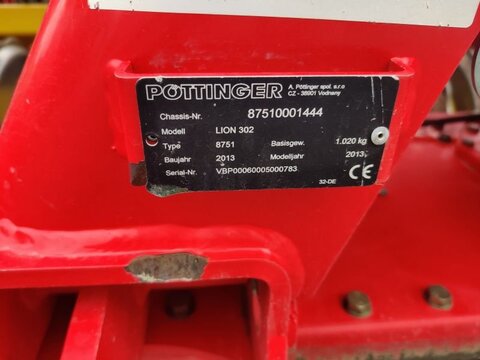 PÖTTINGER
A. Pöttinger spol. s.r.o
CZ - 38901 Vodnany
Chassis-Nr. 87510001444
Modell LION 302
Type 8751 Basisgew. 1.020 kg
Baujahr 2013 Modelljahr 2013
Serial-Nr. VBP00060005000783 CE
32-DE